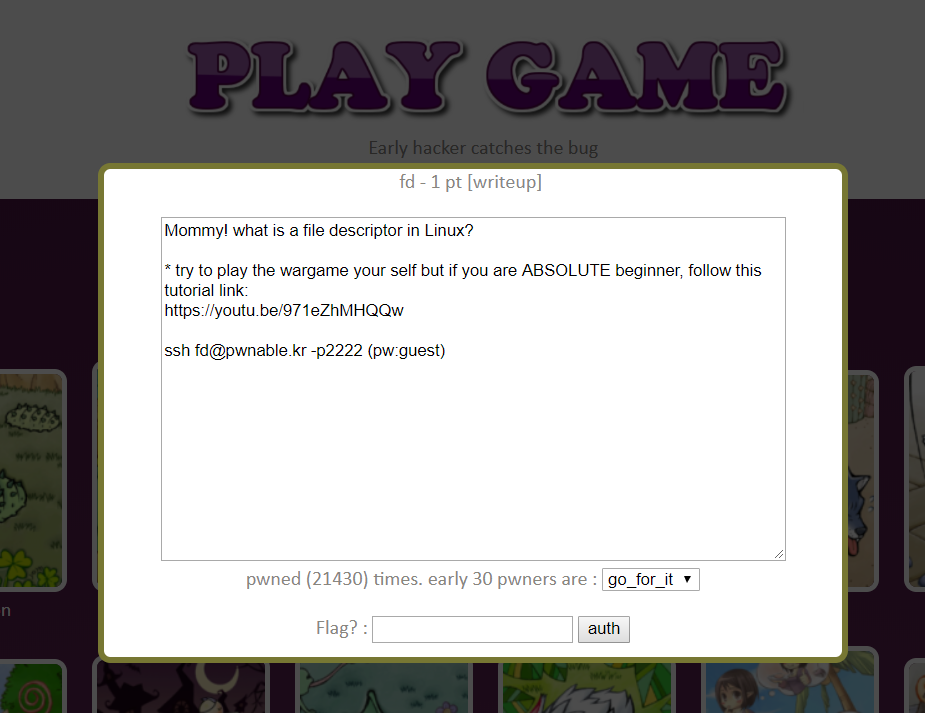 PLAY GAME
Early hacker catches the bug
fd - 1 pt [writeup]
Mommy! what is a file descriptor in Linux?
* try to play the wargame your self but if you are ABSOLUTE beginner, follow this
tutorial link:
https://youtu.be/971eZhMHQQw
ssh fd@pwnable.kr -p2222 (pw:guest)
pwned (21430) times. early 30 pwners are : go_for_it
n
Flag? : auth